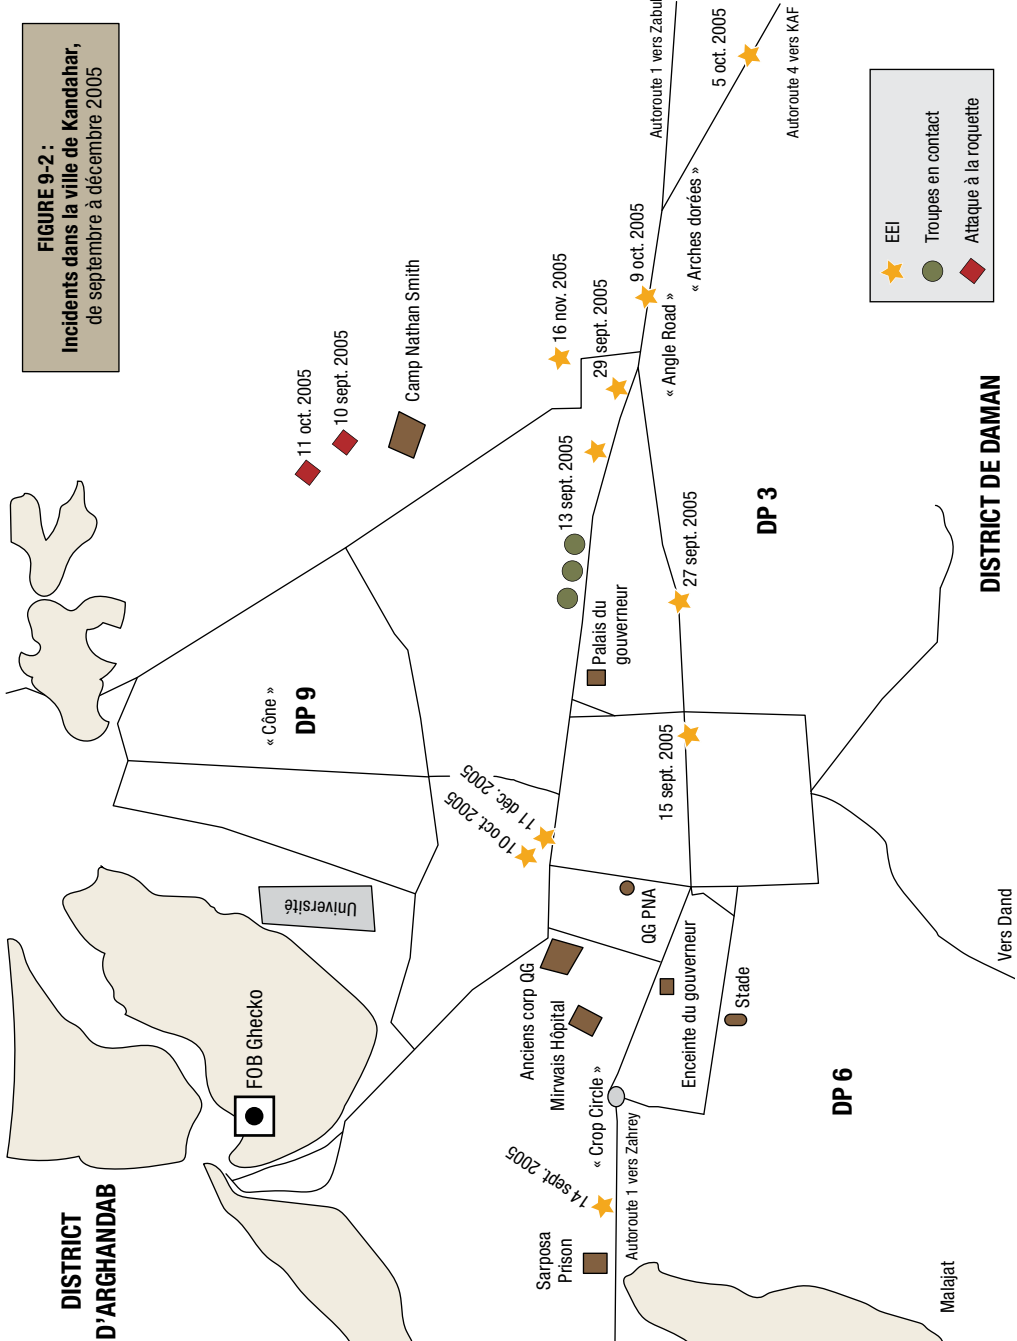 FIGURE 9-2 :
Incidents dans la ville de Kandahar,
de septembre à décembre 2005
DISTRICT
D'ARGHANDAB
FOB Ghecko
Université
« Cône »
DP 9
11 oct. 2005
10 sept. 2005
Camp Nathan Smith
Sarposa
Prison
14 sept. 2005
« Crop Circle »
Autoroute 1 vers Zahrey
Mirwais Hôpital
Anciens corp QG
10 oct. 2005
11 déc. 2005
QG PNA
Enceinte du gouverneur
Stade
15 sept. 2005
Palais du
gouverneur
13 sept. 2005
27 sept. 2005
29 sept. 2005
16 nov. 2005
« Angle Road »
9 oct. 2005
« Arches dorées »
Autoroute 1 vers Zabul
5 oct. 2005
Autoroute 4 vers KAF
DP 3
DP 6
Malajat
Vers Dand
DISTRICT DE DAMAN
EEI
Troupes en contact
Attaque à la roquette